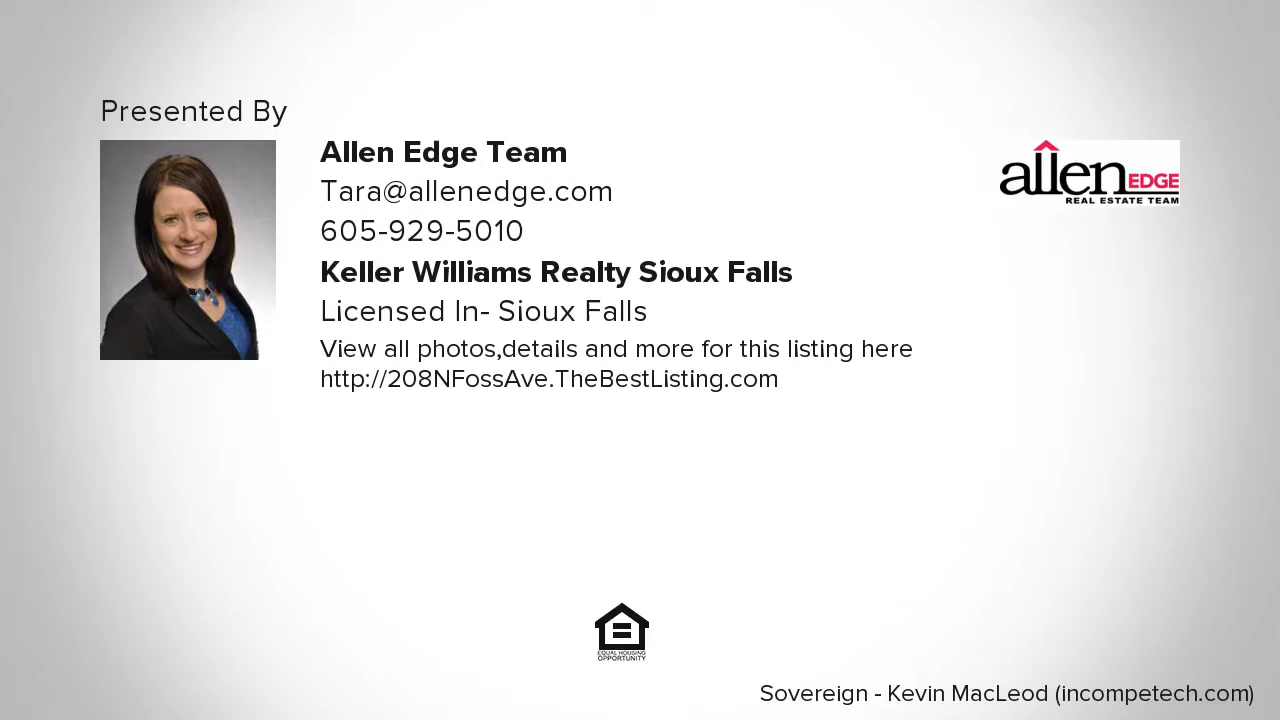 Presented By
Allen Edge Team
Tara@allenedge.com
605-929-5010
Keller Williams Realty Sioux Falls
Licensed In- Sioux Falls
View all photos,details and more for this listing here
http://208NFossAve.TheBestListing.com
allen EDGE
REAL ESTATE TEAM
EQUAL HOUSING
OPPORTUNITY
Sovereign - Kevin MacLeod (incompetech.com)